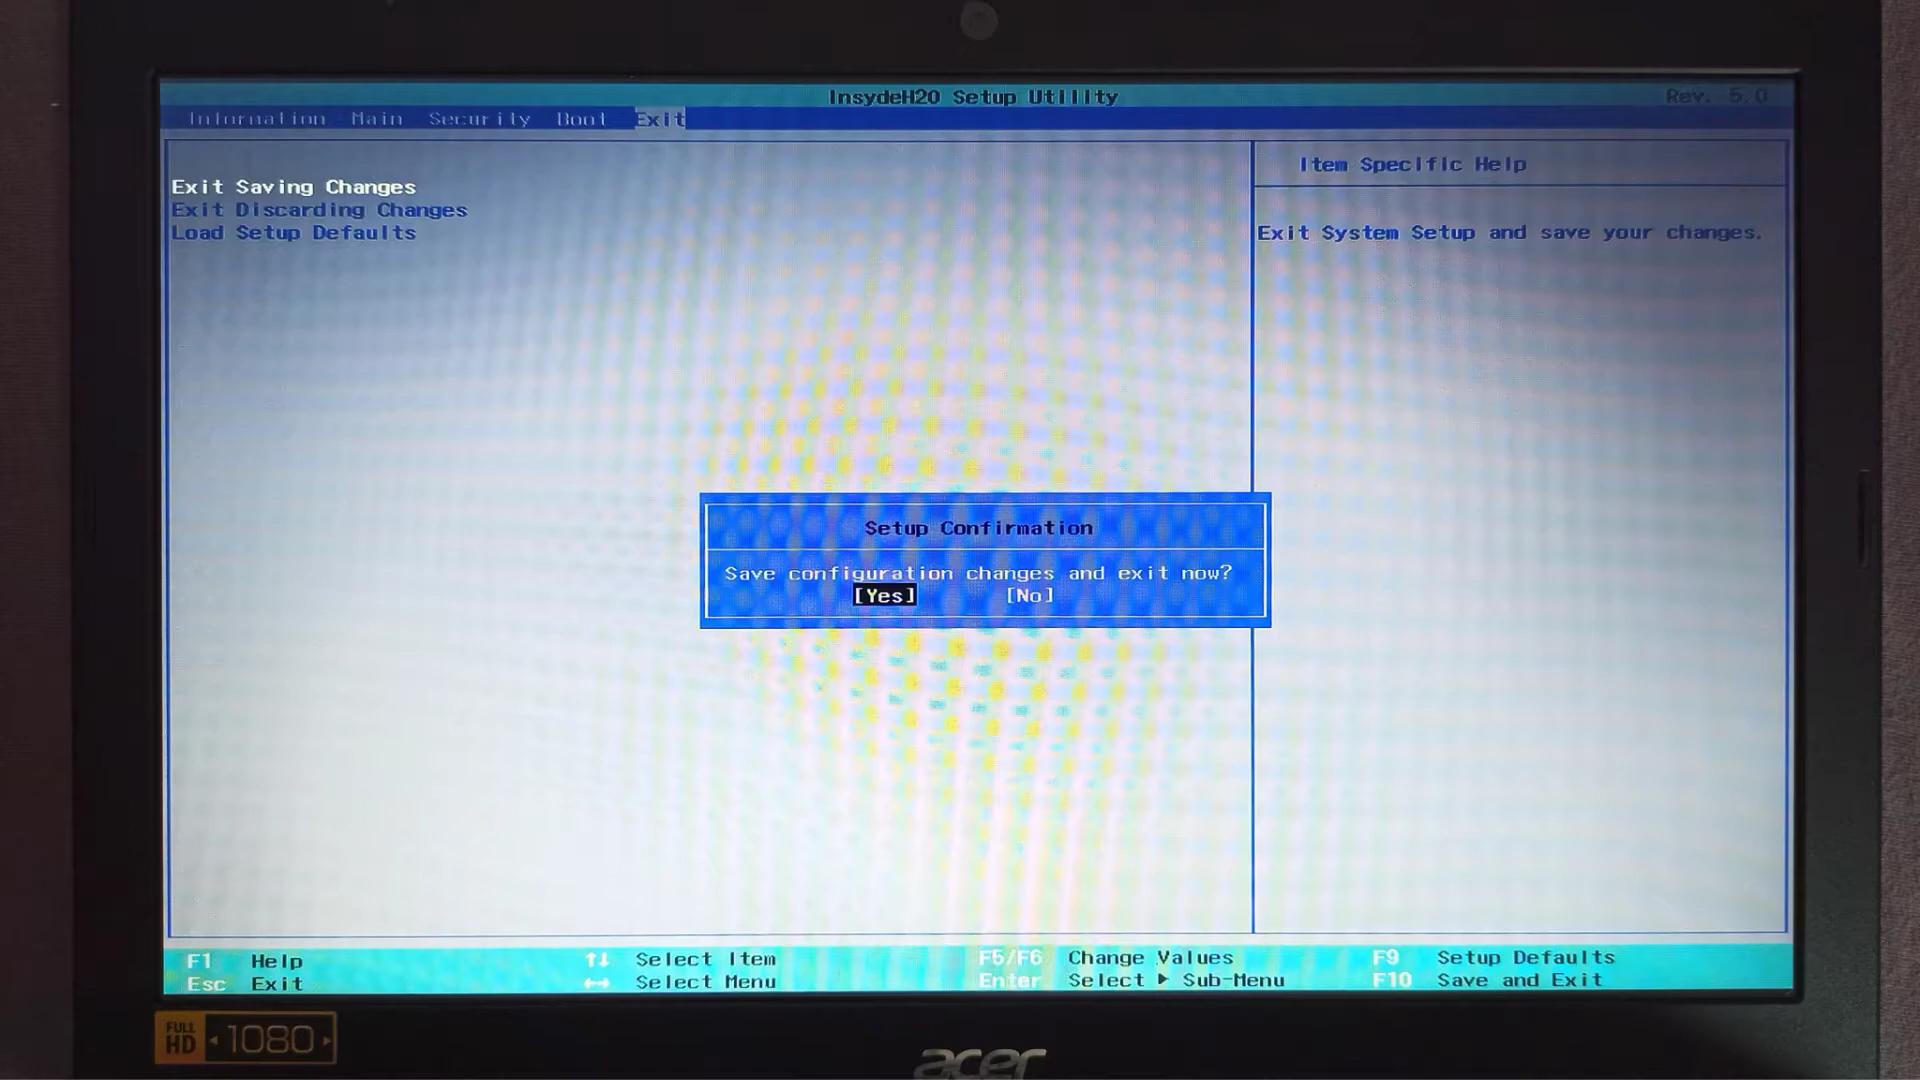 InsydeH20 Setup Utility Rev. 5.0
Information Main Security Boot Exit
Item Specific Help
Exit Saving Changes
Exit Discarding Changes
Load Setup Defaults
Exit System Setup and save your changes.
Setup Confirmation
Save configuration changes and exit now?
[Yes] [No]
F1 Help ↑↓ Select Item F5/F6 Change Values F9 Setup Defaults
Esc Exit ←→ Select Menu Enter Select ▶ Sub-Menu F10 Save and Exit
FULL HD 1080
acer